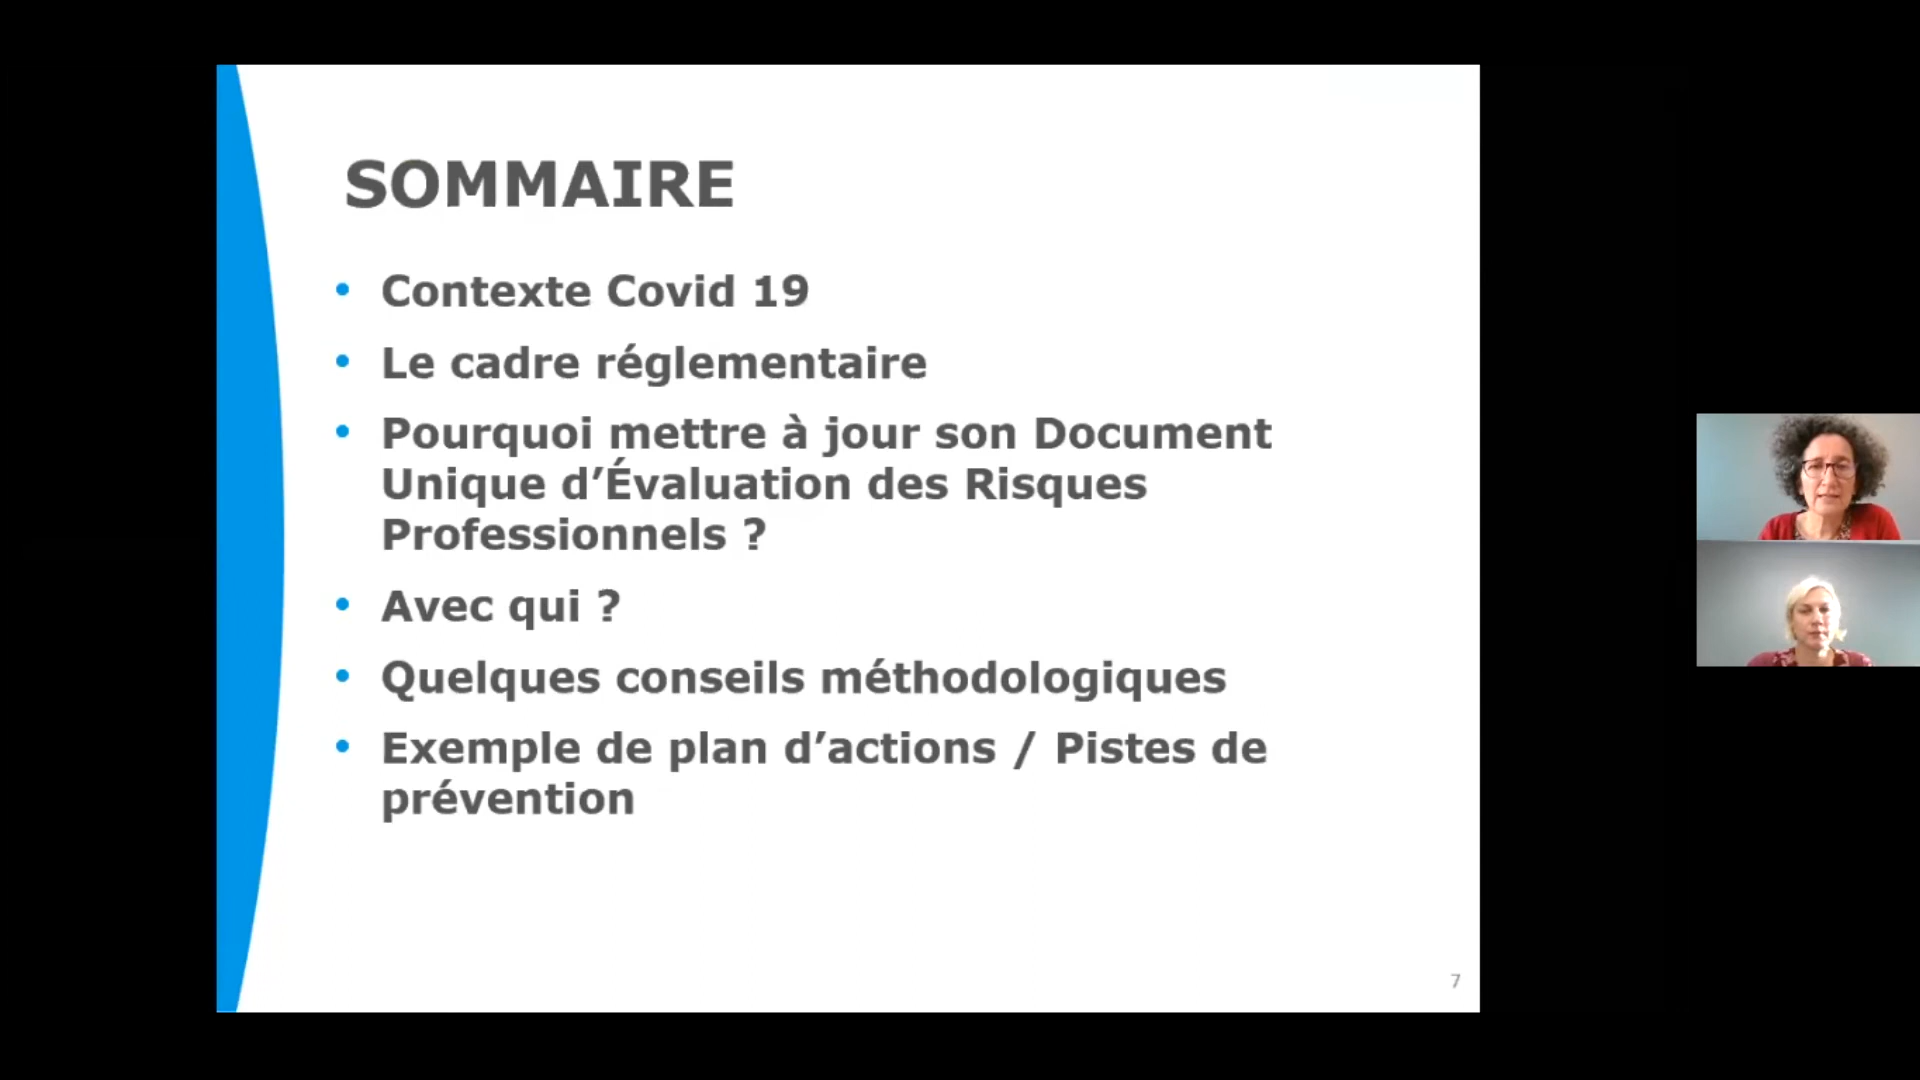 SOMMAIRE
• Contexte Covid 19
• Le cadre réglementaire
• Pourquoi mettre à jour son Document
Unique d’Évaluation des Risques
Professionnels ?
• Avec qui ?
• Quelques conseils méthodologiques
• Exemple de plan d’actions / Pistes de
prévention
7